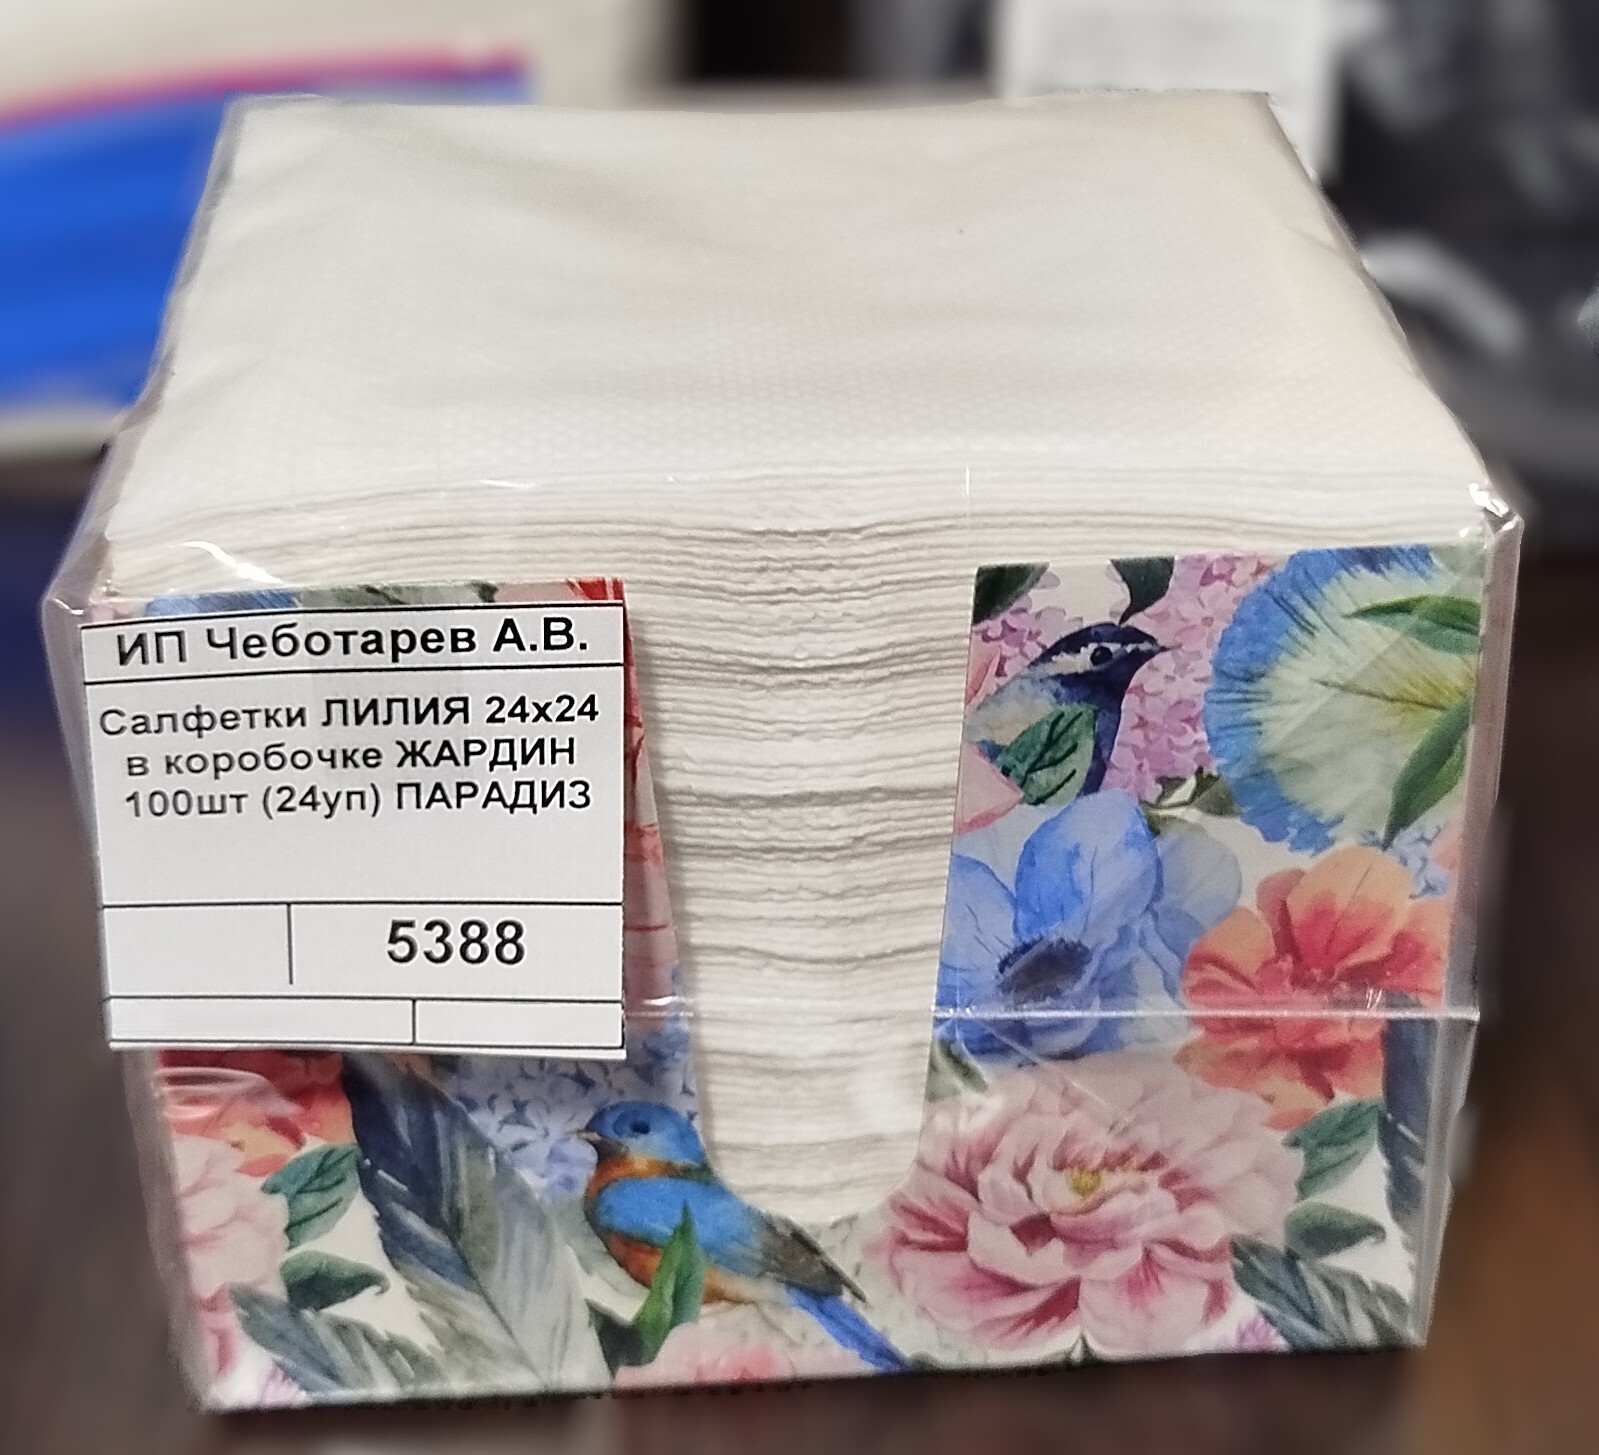 ИП Чеботарев А.В.
Салфетки ЛИЛИЯ 24х24
в коробочке ЖАРДИН
100шт (24уп) ПАРАДИЗ
5388